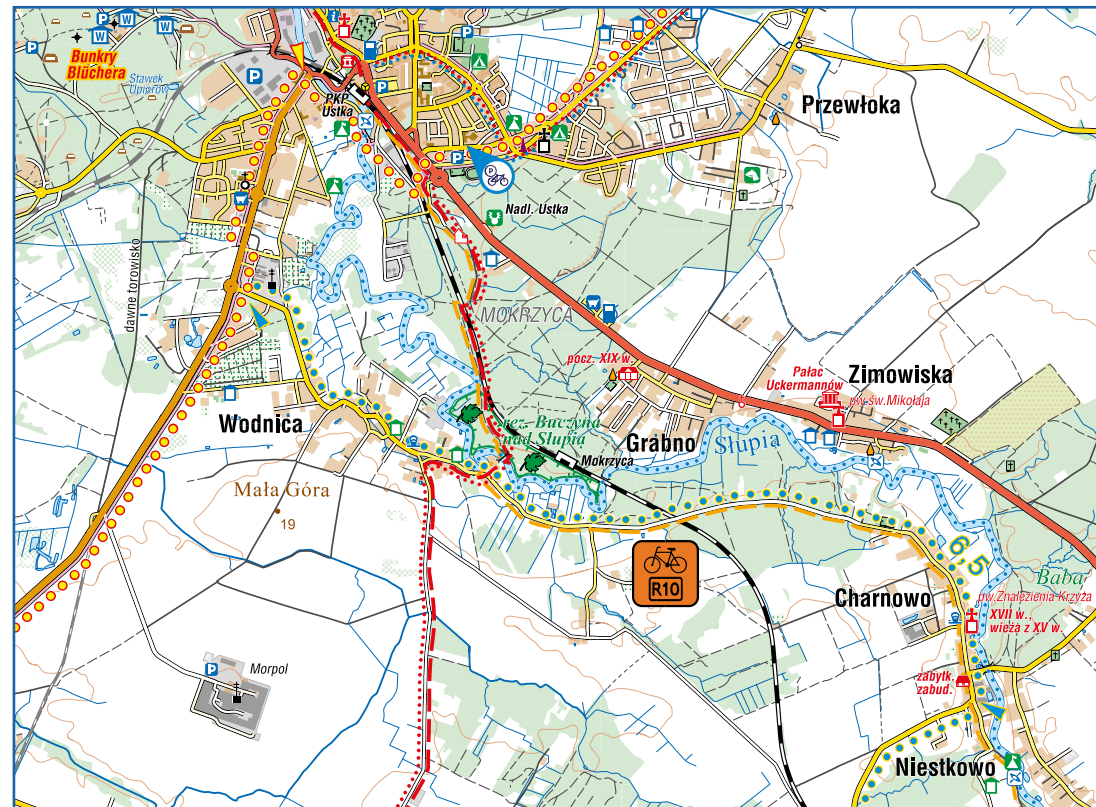 Bunkry
Blüchera
Stawek
Upiorów
W
W
W
P
P
i
PKP
Ustka
P
P
P
P
Przewłoka
Nadl. Ustka
dawne torowisko
MOKRZYCA
pocz. XIX w.
Pałac
Uckermannów
Zimowiska
pw. św. Mikołaja
Wodnica
rez. Buczyna
nad Słupią
Grabno
Słupia
Mokrzyca
Mała Góra
19
R10
6,5
Baba
Charnowo
pw. Znalezienia Krzyża
XVII w.,
wieża z XV w.
Morpol
P
zabytk.
zabud.
Niestkowo